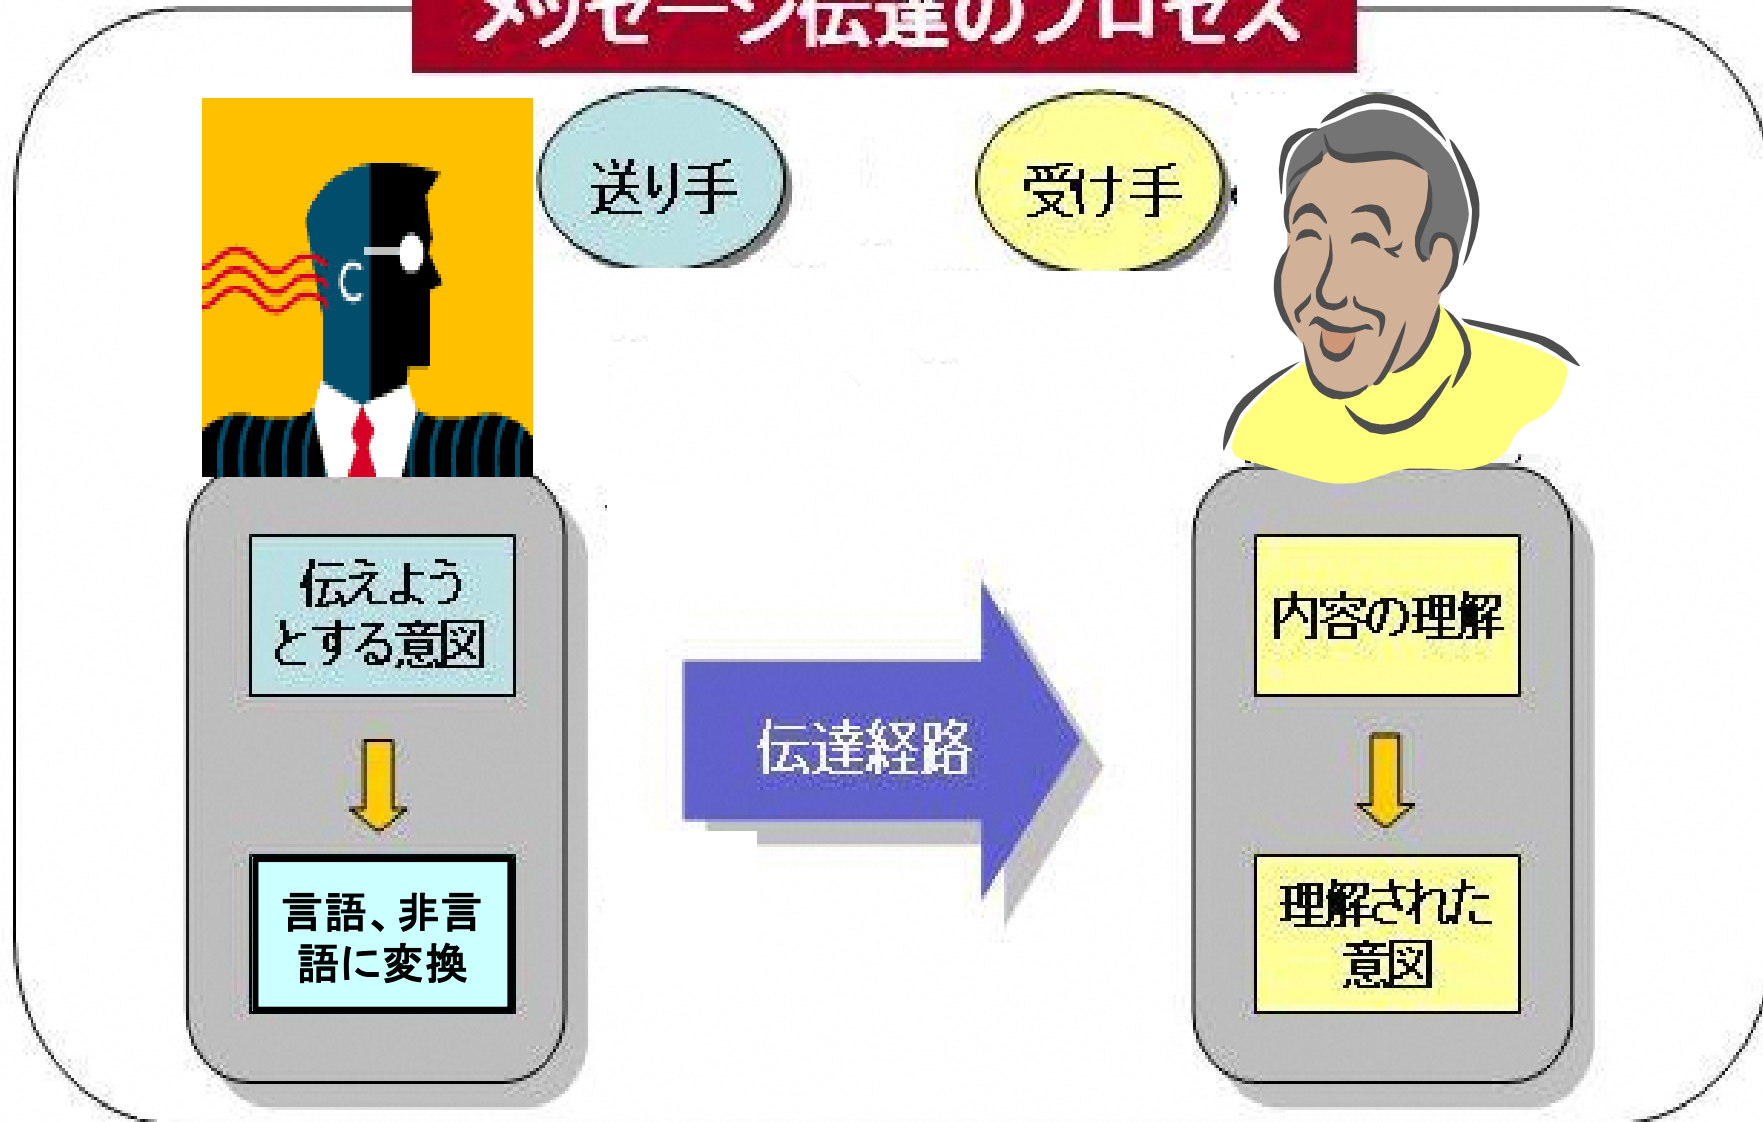 メッセージ伝達のプロセス
送り手
受け手
伝えよう
とする意図
言語、非言
語に変換
伝達経路
内容の理解
理解された
意図